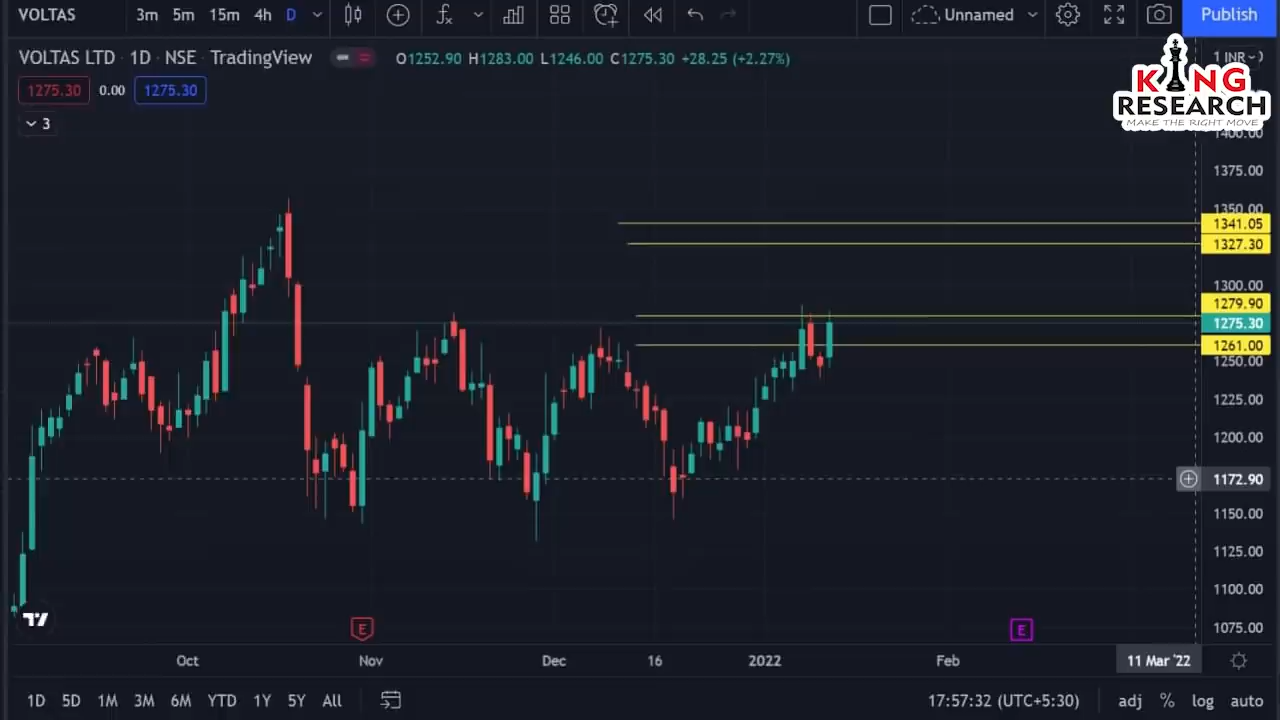 VOLTAS 3m 5m 15m 4h D Unnamed Publish
VOLTAS LTD · 1D · NSE TradingView O1252.90 H1283.00 L1246.00 C1275.30 +28.25 (+2.27%)
1 INR
1275.30 0.00 1275.30
3
KING
RESEARCH
MAKE THE RIGHT MOVE
1400.00
1375.00
1350.00
1341.05
1327.30
1300.00
1279.90
1275.30
1261.00
1250.00
1225.00
1200.00
1172.90
1150.00
1125.00
1100.00
1075.00
E E
Oct Nov Dec 16 2022 Feb 11 Mar '22
1D 5D 1M 3M 6M YTD 1Y 5Y All 17:57:32 (UTC+5:30) adj % log auto